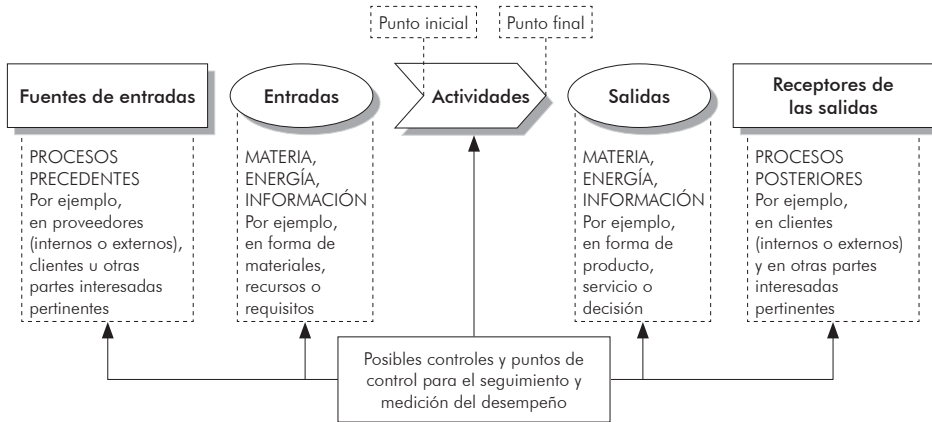 Punto inicial
Punto final
Fuentes de entradas
Entradas
Actividades
Salidas
Receptores de
las salidas
PROCESOS
PRECEDENTES
Por ejemplo,
en proveedores
(internos o externos),
clientes u otras
partes interesadas
pertinentes
MATERIA,
ENERGÍA,
INFORMACIÓN
Por ejemplo,
en forma de
materiales,
recursos o
requisitos
MATERIA,
ENERGÍA,
INFORMACIÓN
Por ejemplo,
en forma de
producto,
servicio o
decisión
PROCESOS
POSTERIORES
Por ejemplo,
en clientes
(internos o externos)
y en otras partes
interesadas
pertinentes
Posibles controles y puntos de
control para el seguimiento y
medición del desempeño